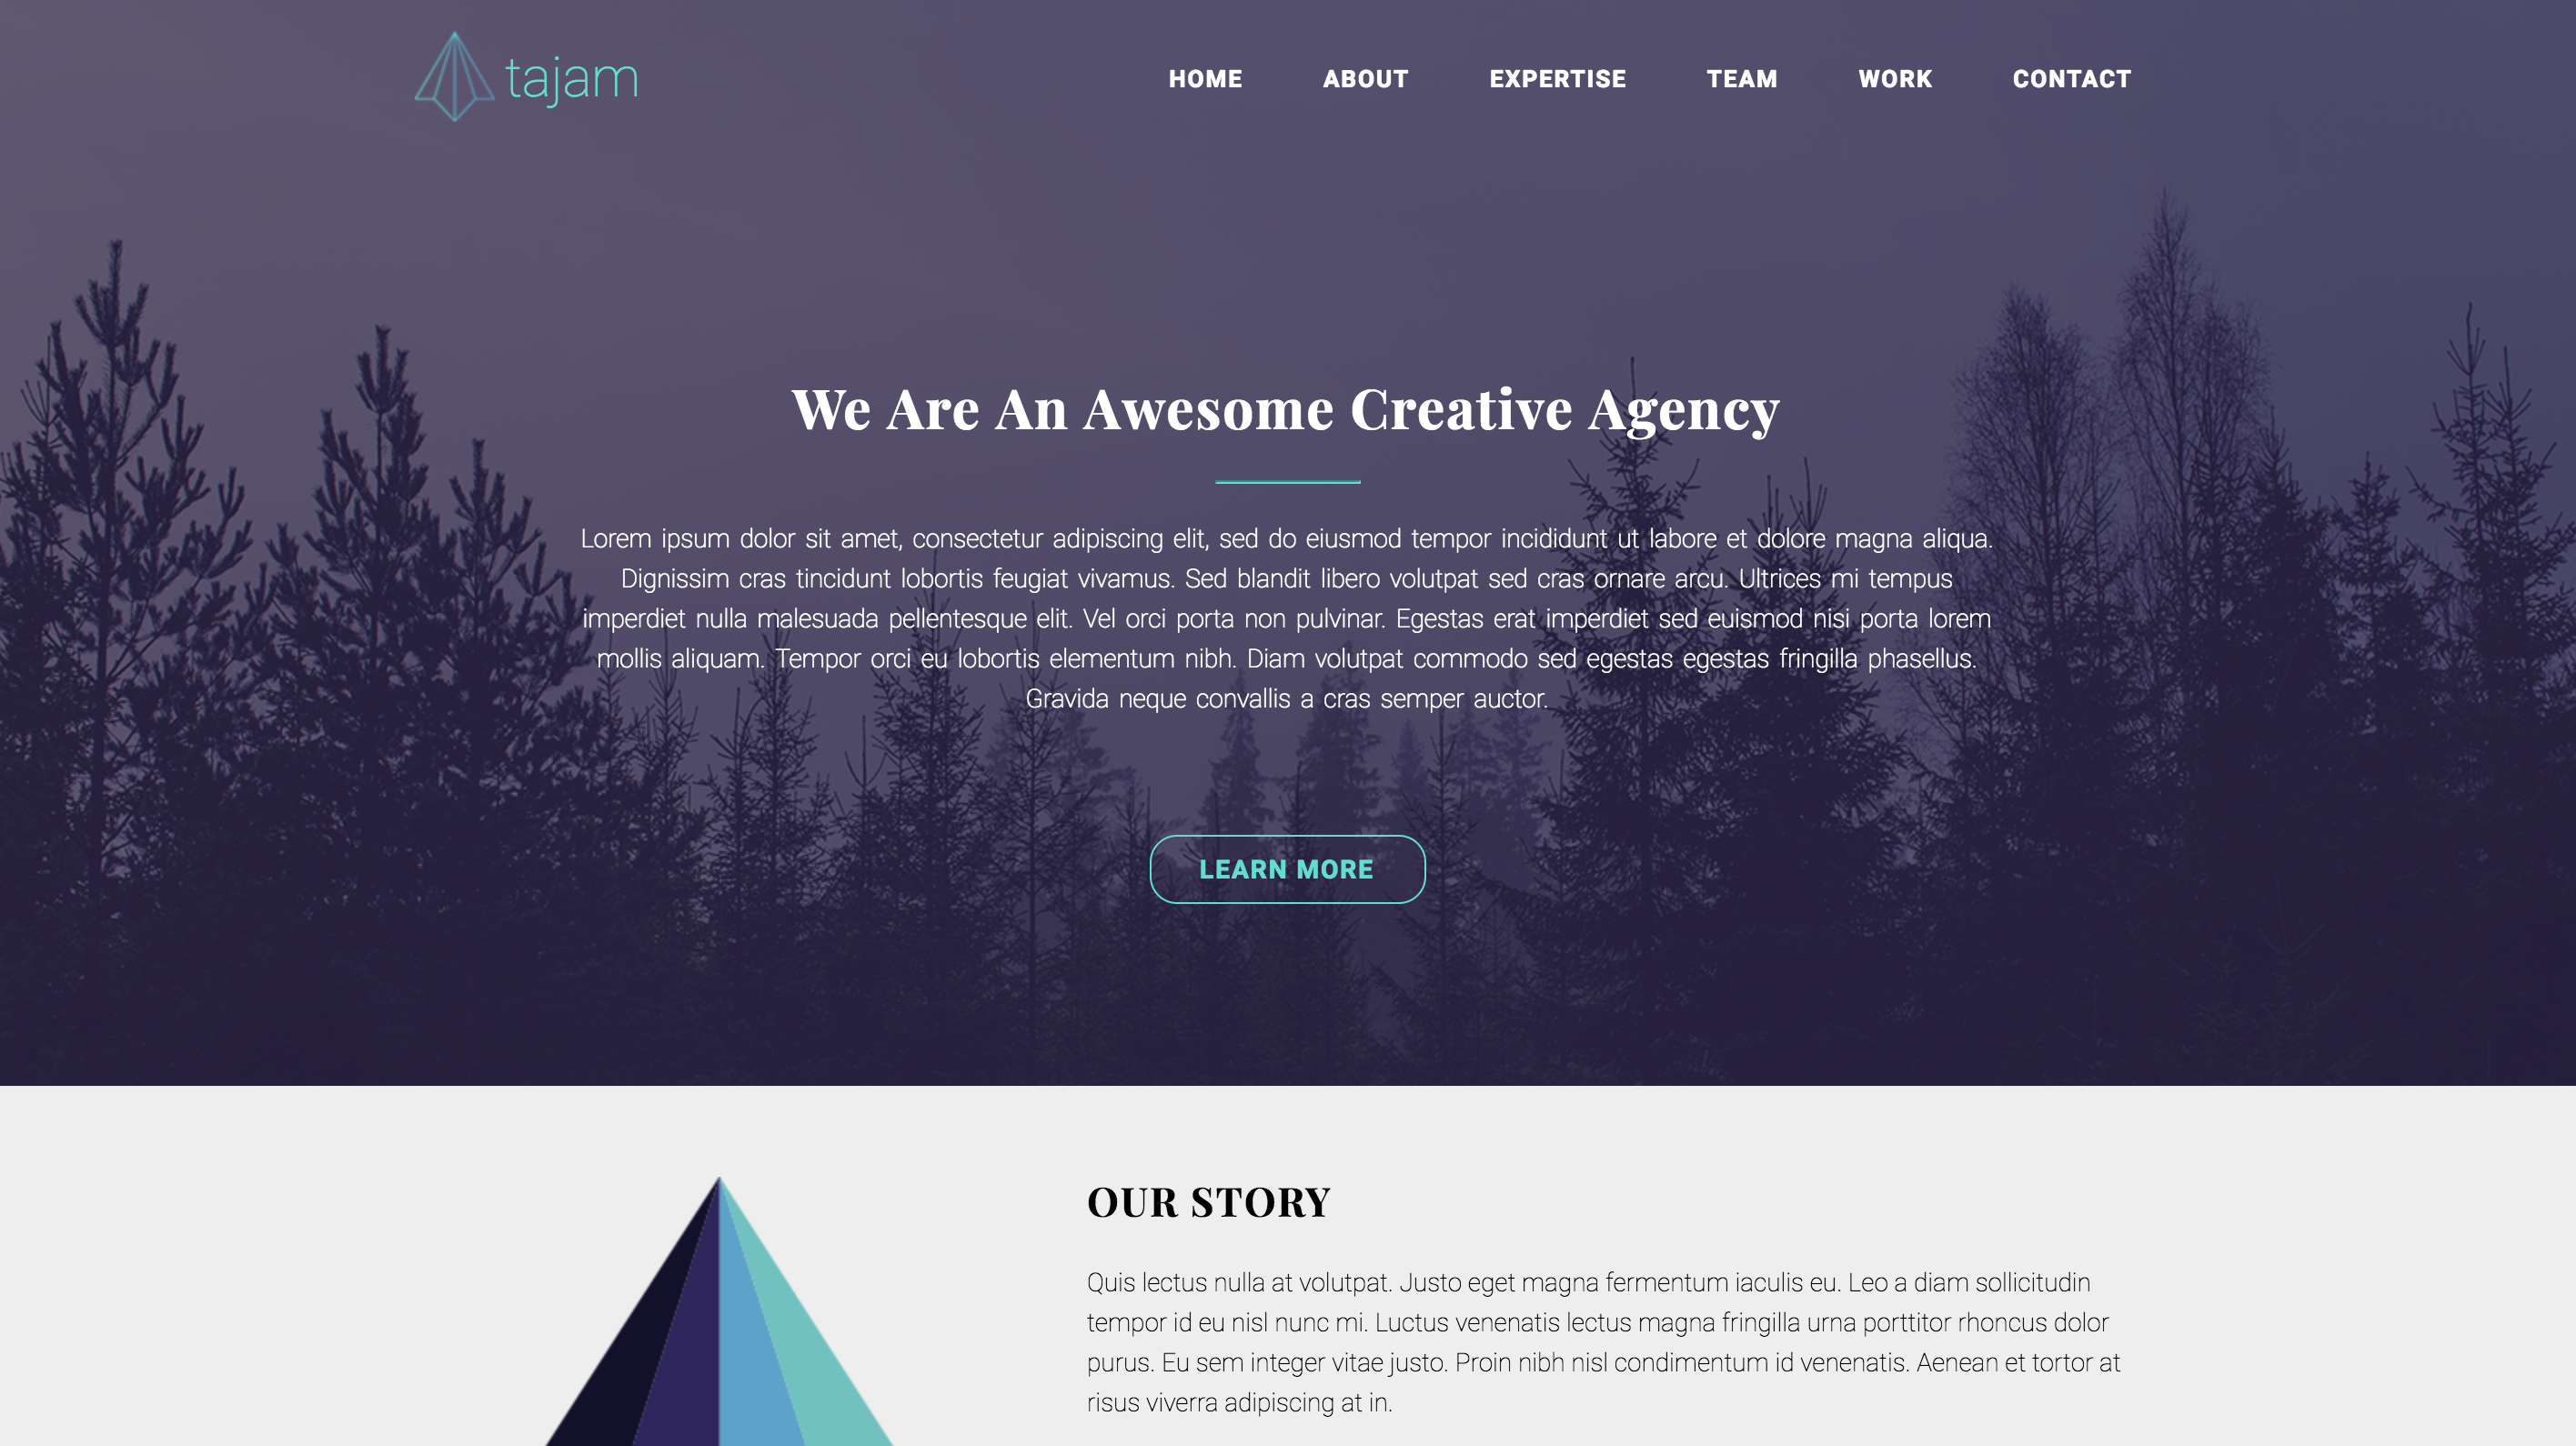 tajam
HOME ABOUT EXPERTISE TEAM WORK CONTACT
We Are An Awesome Creative Agency
Lorem ipsum dolor sit amet, consectetur adipiscing elit, sed do eiusmod tempor incididunt ut labore et dolore magna aliqua.
Dignissim cras tincidunt lobortis feugiat vivamus. Sed blandit libero volutpat sed cras ornare arcu. Ultrices mi tempus
imperdiet nulla malesuada pellentesque elit. Vel orci porta non pulvinar. Egestas erat imperdiet sed euismod nisi porta lorem
mollis aliquam. Tempor orci eu lobortis elementum nibh. Diam volutpat commodo sed egestas egestas fringilla phasellus.
Gravida neque convallis a cras semper auctor.
LEARN MORE
OUR STORY
Quis lectus nulla at volutpat. Justo eget magna fermentum iaculis eu. Leo a diam sollicitudin
tempor id eu nisl nunc mi. Luctus venenatis lectus magna fringilla urna porttitor rhoncus dolor
purus. Eu sem integer vitae justo. Proin nibh nisl condimentum id venenatis. Aenean et tortor at
risus viverra adipiscing at in.